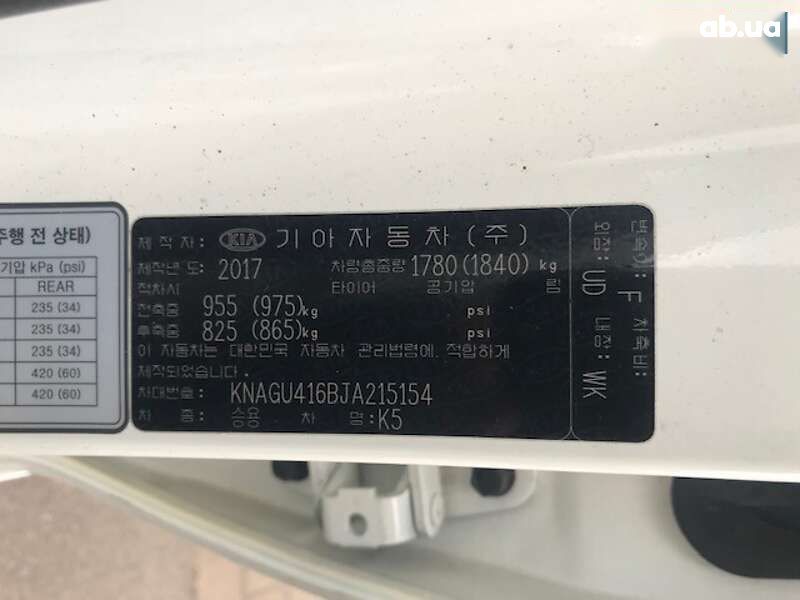 ab.ua
주행 전 상태)
기압 kPa (psi)
REAR
235 (34)
235 (34)
235 (34)
420 (60)
420 (60)
제 작 자: KIA 기아자동차(주)
제작년도: 2017 차량총중량 1780(1840) kg
적차시 타이어 공기압 림
전축중 955 (975)kg psi
후축중 825 (865)kg psi
이 자동차는 대한민국 자동차 관리법령에 적합하게
제작되었습니다.
차대번호: KNAGU416BJA215154
차 종: 승용 차 명:K5
외장: UD 내장: WK
변속기: F 차축비: